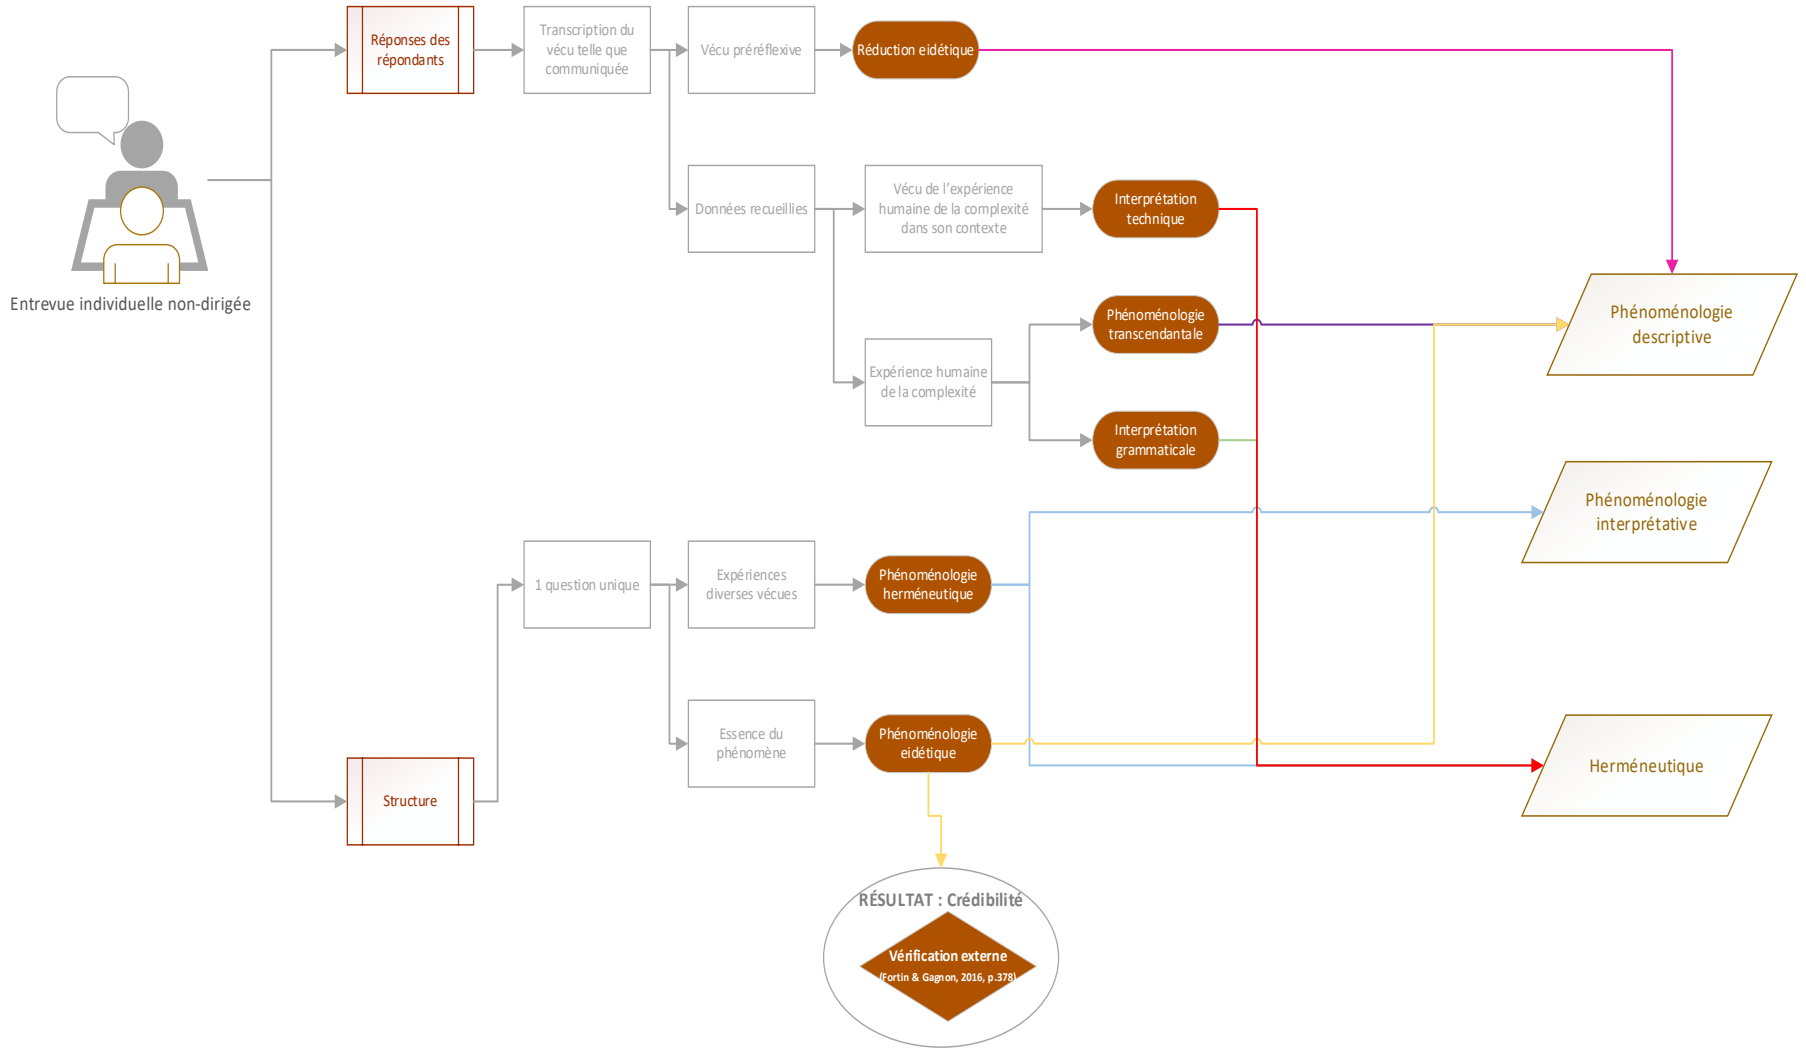 Réponses des
répondants
Transcription du
vécu telle que
communiquée
Vécu préréflexive
Réduction eidétique
Données recueillies
Vécu de l’expérience
humaine de la complexité
dans son contexte
Interprétation
technique
Entrevue individuelle non-dirigée
Phénoménologie
transcendantale
Phénoménologie
descriptive
Expérience humaine
de la complexité
Interprétation
grammaticale
Phénoménologie
interprétative
1 question unique
Expériences
diverses vécues
Phénoménologie
herméneutique
Essence du
phénomène
Phénoménologie
eidétique
Herméneutique
Structure
RÉSULTAT : Crédibilité
Vérification externe
(Fortin & Gagnon, 2016, p.378)